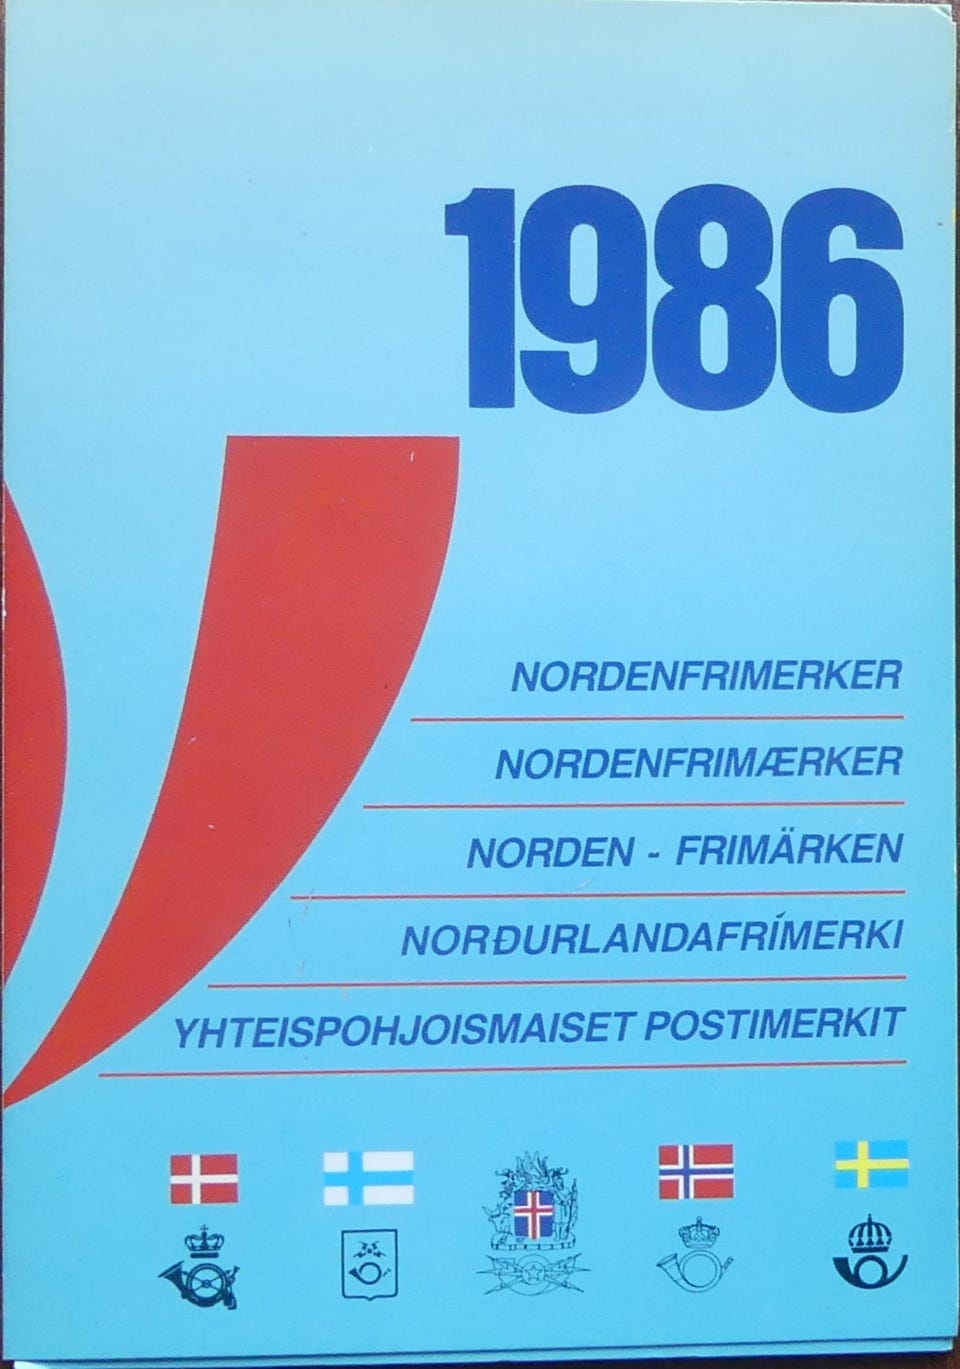 1986
NORDENFRIMERKER
NORDENFRIMÆRKER
NORDEN - FRIMÄRKEN
NORÐURLANDAFRÍMERKI
YHTEISPOHJOISMAISET POSTIMERKIT